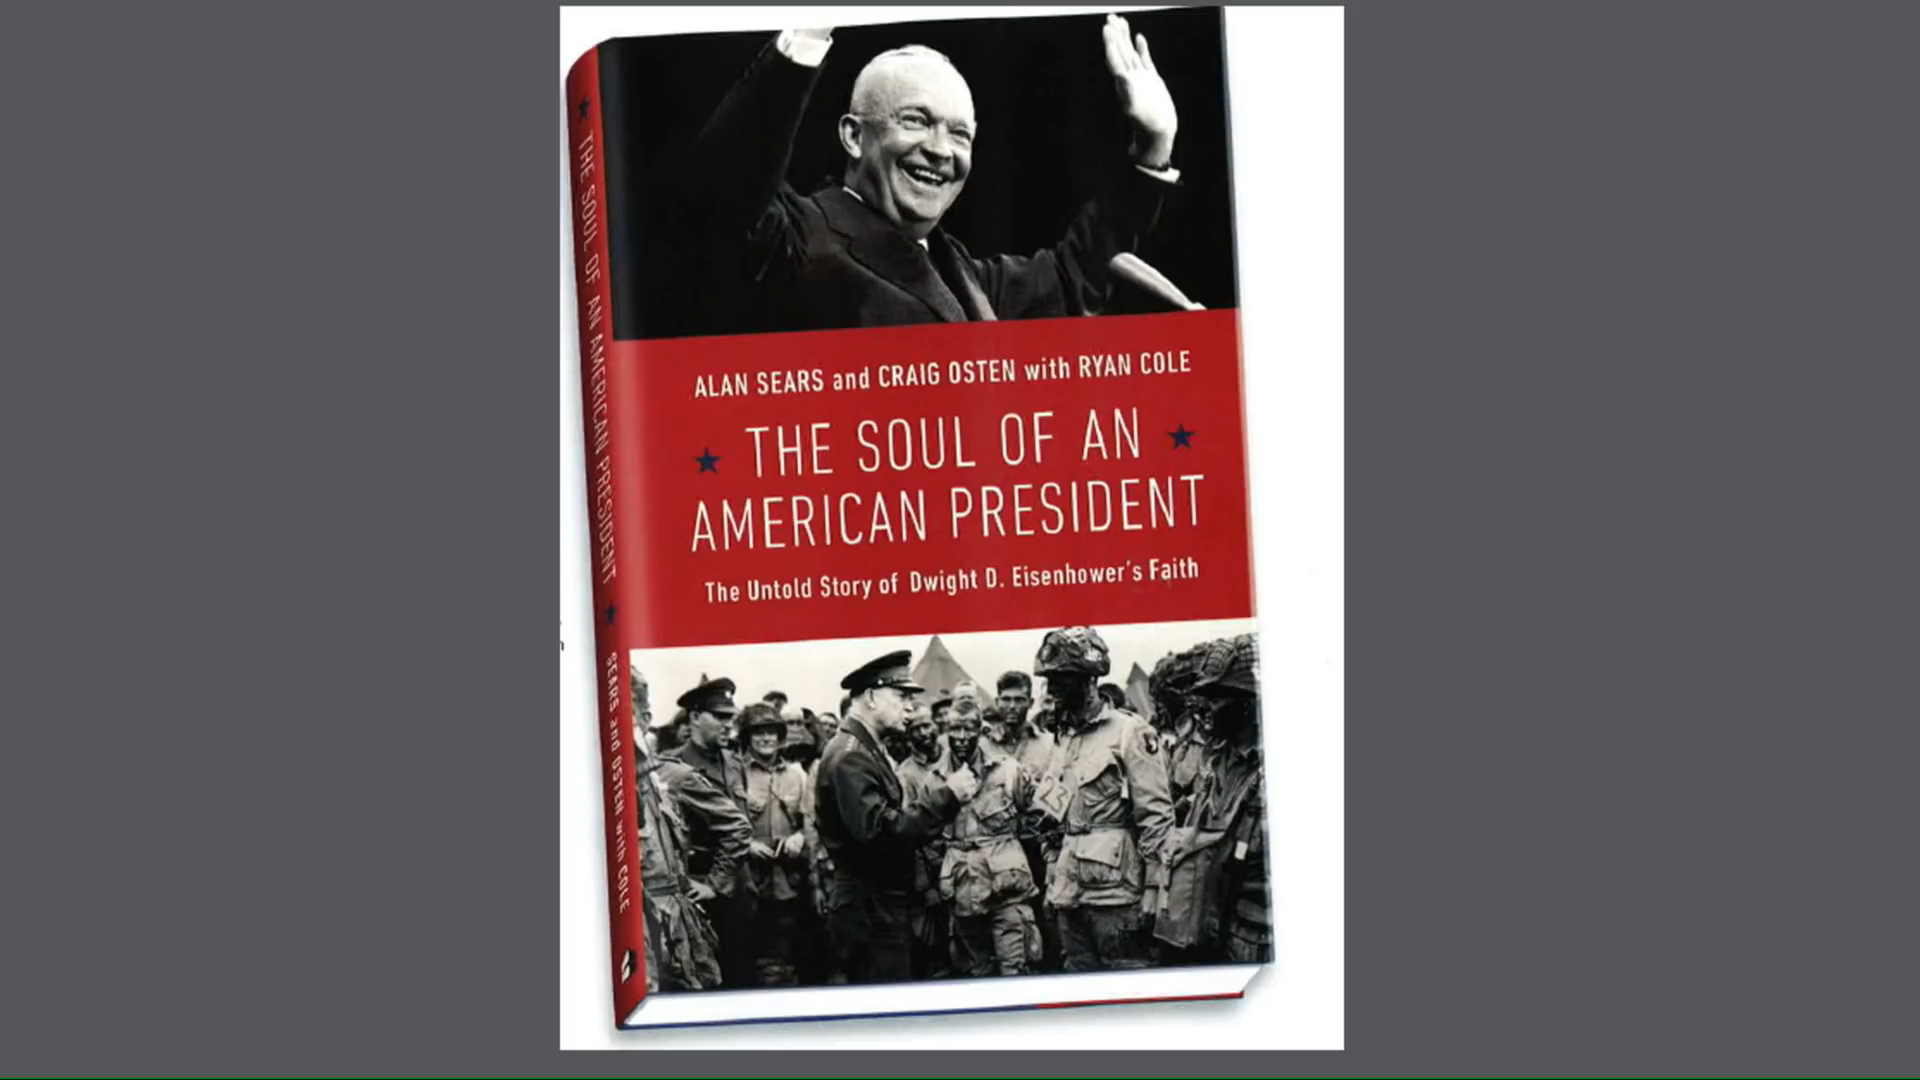 ALAN SEARS and CRAIG OSTEN with RYAN COLE
THE SOUL OF AN
AMERICAN PRESIDENT
The Untold Story of Dwight D. Eisenhower's Faith
THE SOUL OF AN AMERICAN PRESIDENT
SEARS and OSTEN with COLE
23